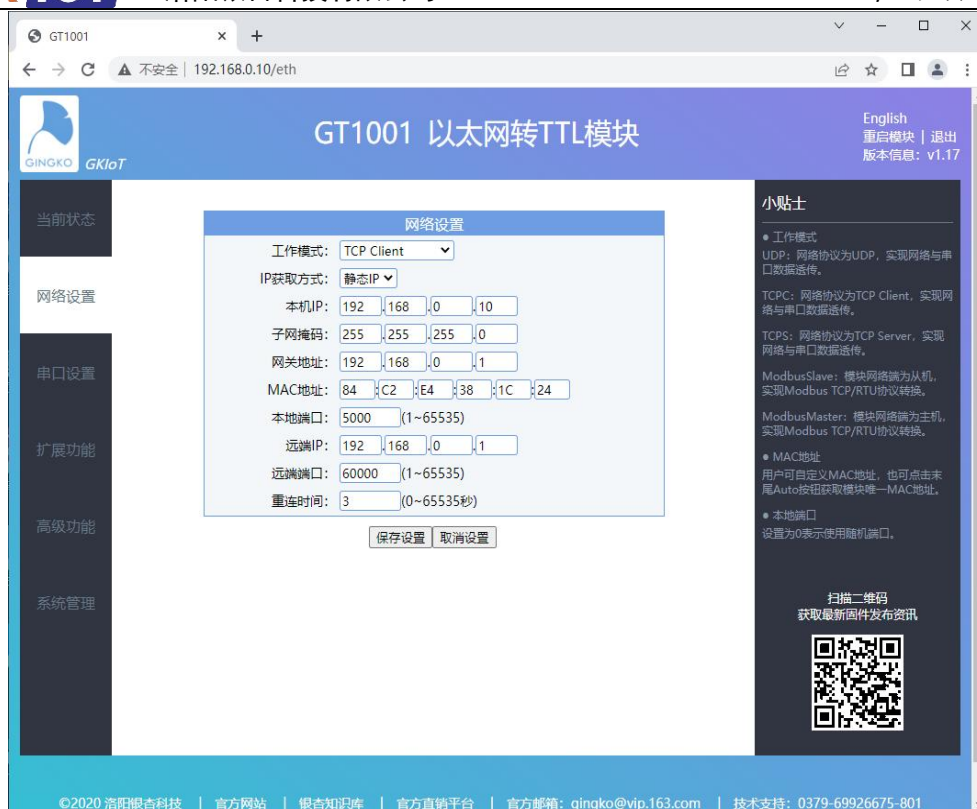 GT1001
不安全 | 192.168.0.10/eth
GINGKO GKIoT
GT1001 以太网转TTL模块
English
重启模块 | 退出
版本信息：v1.17
当前状态
网络设置
串口设置
扩展功能
高级功能
系统管理
网络设置
工作模式： TCP Client
IP获取方式： 静态IP
本机IP： 192 .168 .0 .10
子网掩码： 255 .255 .255 .0
网关地址： 192 .168 .0 .1
MAC地址： 84 :C2 :E4 :38 :1C :24
本地端口： 5000 (1~65535)
远端IP： 192 .168 .0 .1
远端端口： 60000 (1~65535)
重连时间： 3 (0~65535秒)
保存设置 取消设置
小贴士
● 工作模式
UDP：网络协议为UDP，实现网络与串
口数据透传。
TCPC：网络协议为TCP Client，实现网
络与串口数据透传。
TCPS：网络协议为TCP Server，实现
网络与串口数据透传。
ModbusSlave：模块网络端为从机，
实现Modbus TCP/RTU协议转换。
ModbusMaster：模块网络端为主机，
实现Modbus TCP/RTU协议转换。
● MAC地址
用户可自定义MAC地址，也可点击末
尾Auto按钮获取模块唯一MAC地址。
● 本地端口
设置为0表示使用随机端口。
扫描二维码
获取最新固件发布资讯
©2020 洛阳银杏科技 | 官方网站 | 银杏知识库 | 官方直销平台 | 官方邮箱：gingko@vip.163.com | 技术支持：0379-69926675-801